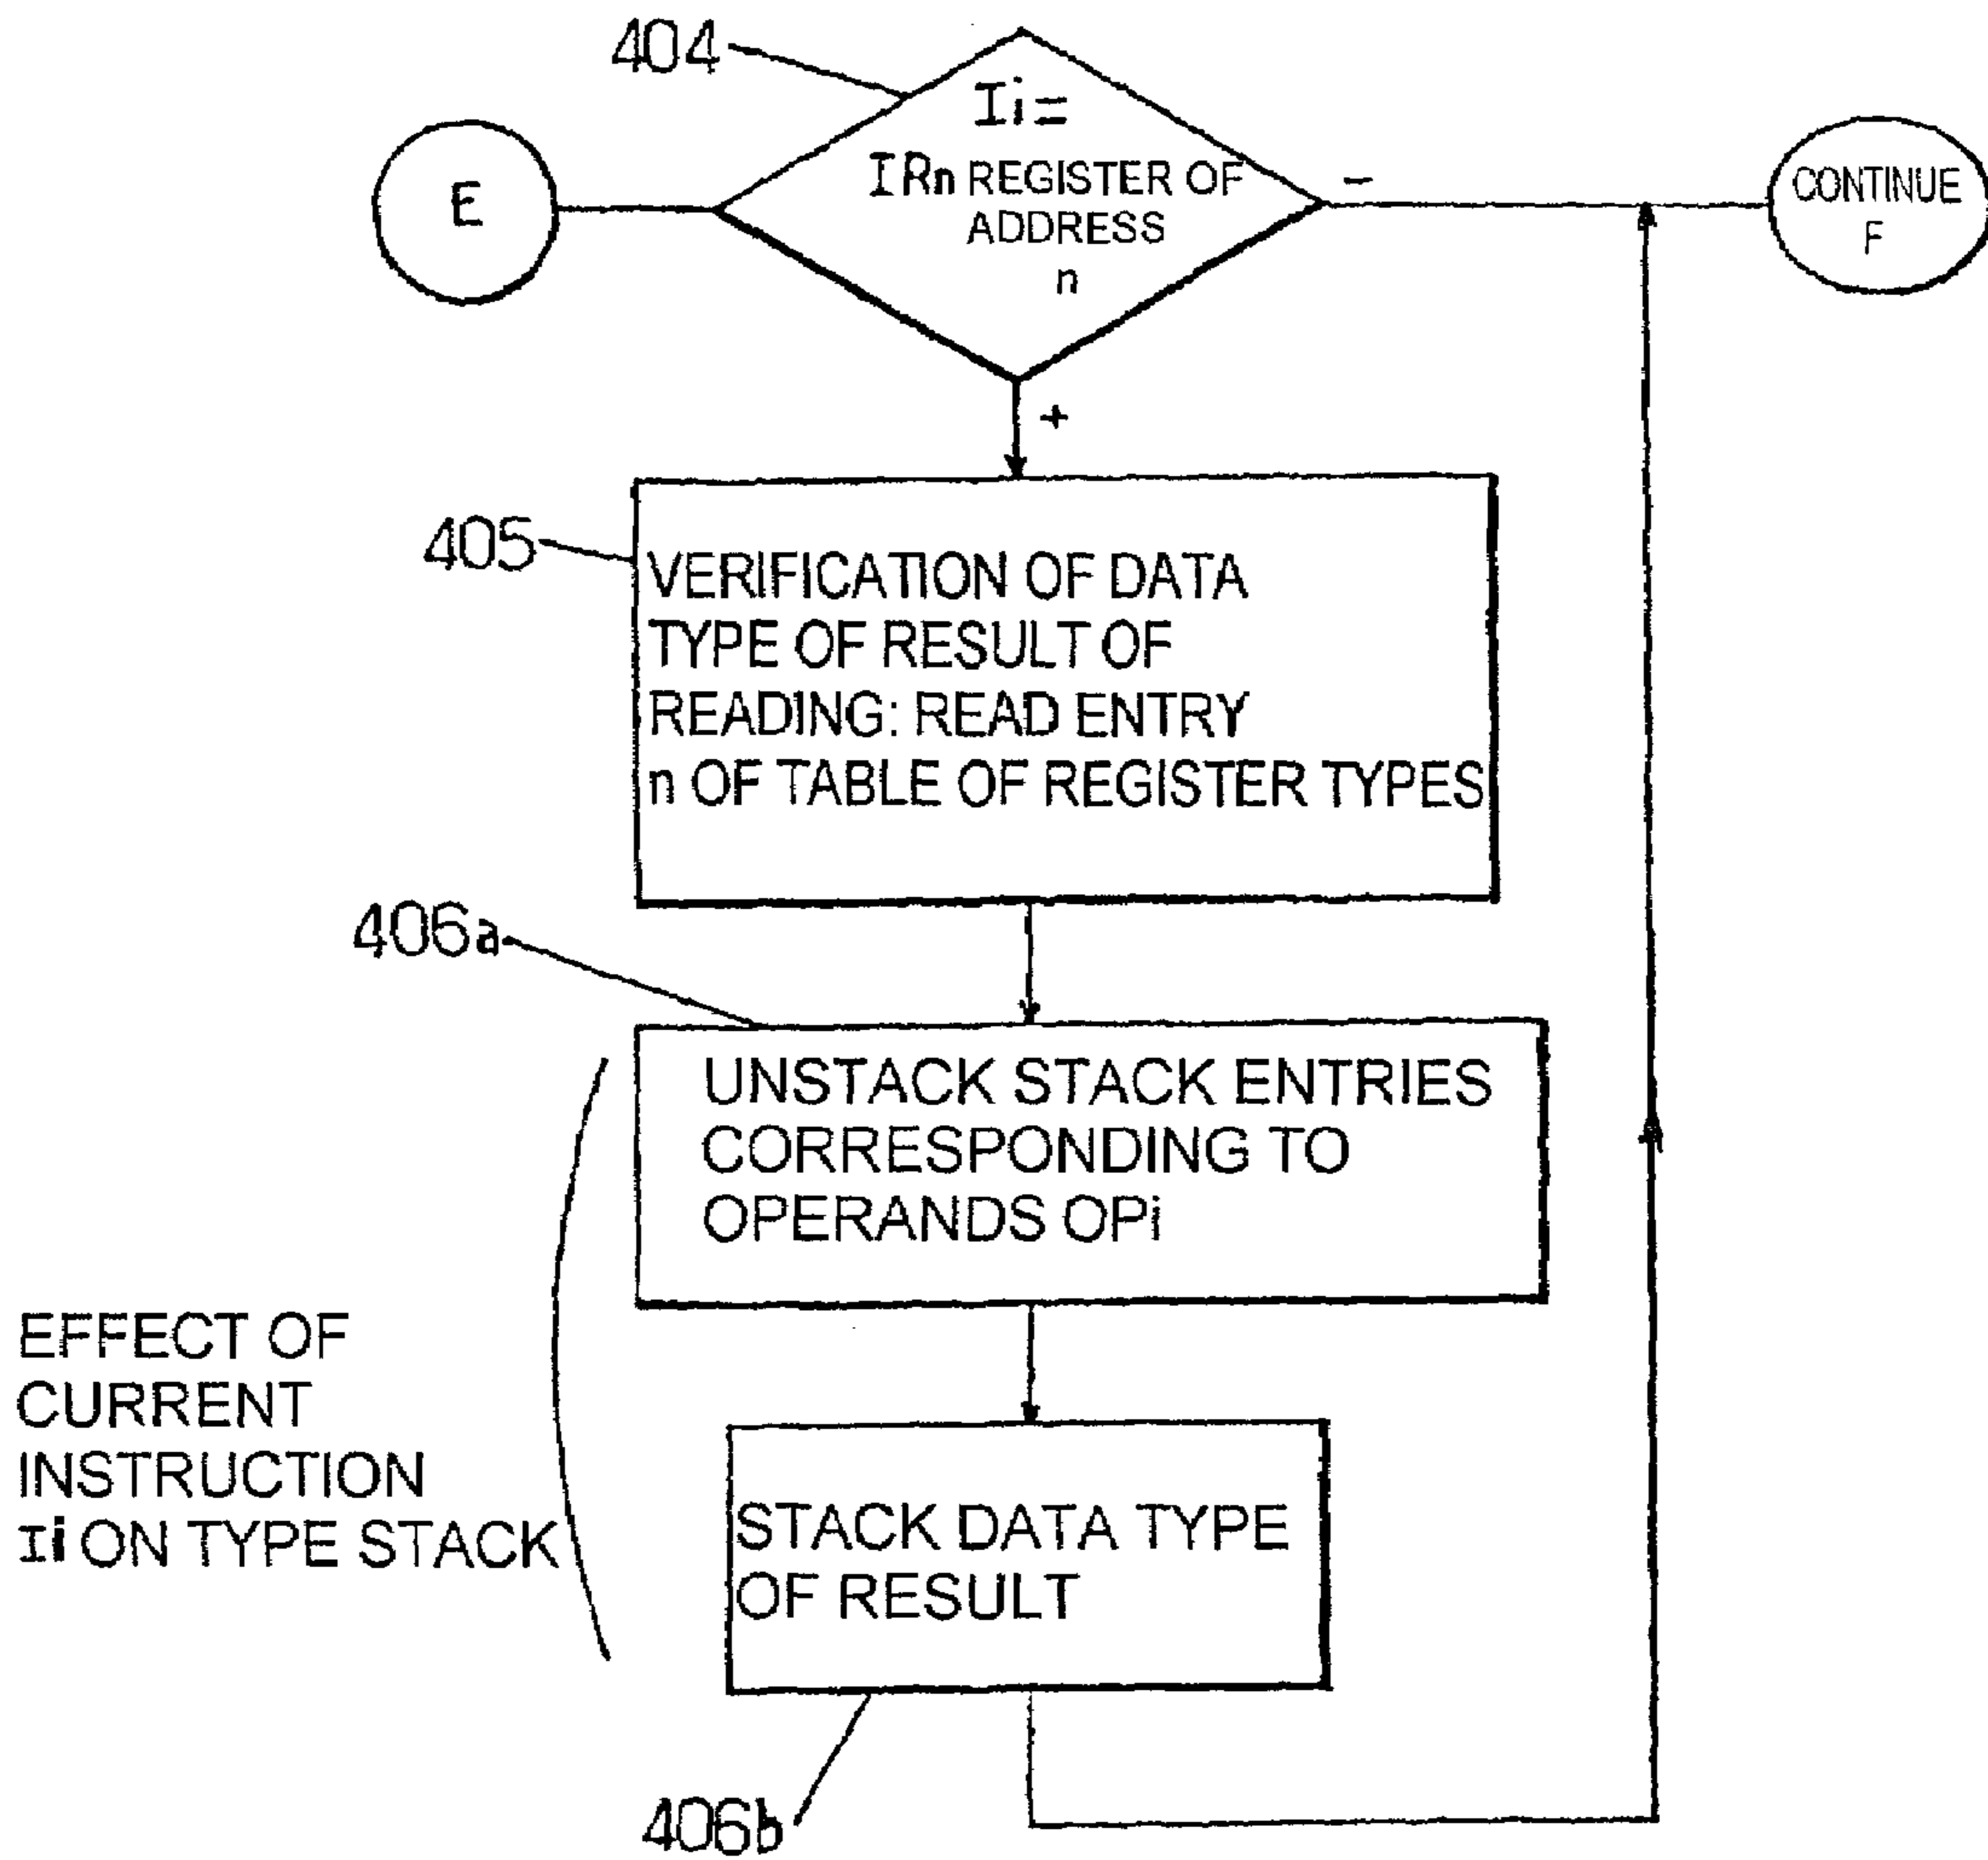 404
Ii=
IRn REGISTER OF
ADDRESS
n
E
-
CONTINUE
F
+
405
VERIFICATION OF DATA
TYPE OF RESULT OF
READING: READ ENTRY
n OF TABLE OF REGISTER TYPES
406a
UNSTACK STACK ENTRIES
CORRESPONDING TO
OPERANDS OPi
EFFECT OF
CURRENT
INSTRUCTION
Ii ON TYPE STACK
STACK DATA TYPE
OF RESULT
406b